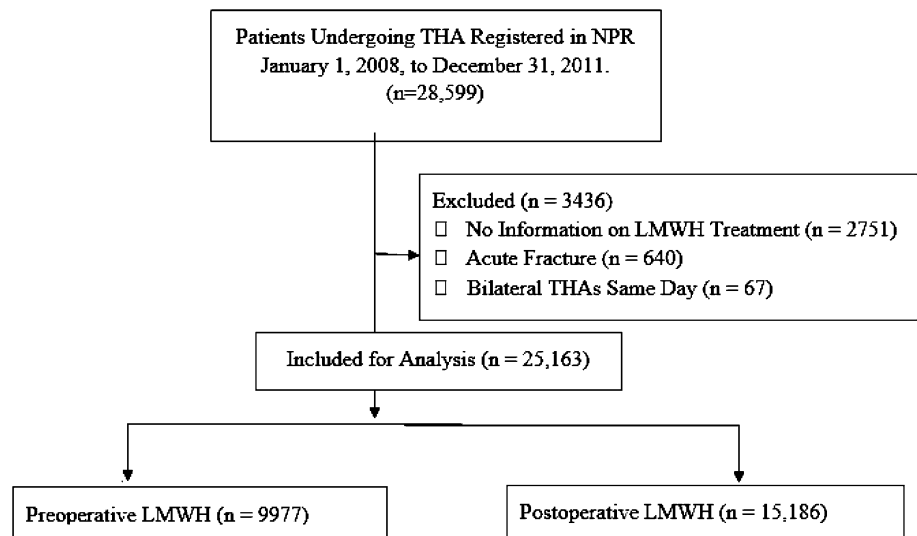 Patients Undergoing THA Registered in NPR
January 1, 2008, to December 31, 2011.
(n=28,599)
Excluded (n = 3436)
No Information on LMWH Treatment (n = 2751)
Acute Fracture (n = 640)
Bilateral THAs Same Day (n = 67)
Included for Analysis (n = 25,163)
Preoperative LMWH (n = 9977)
Postoperative LMWH (n = 15,186)